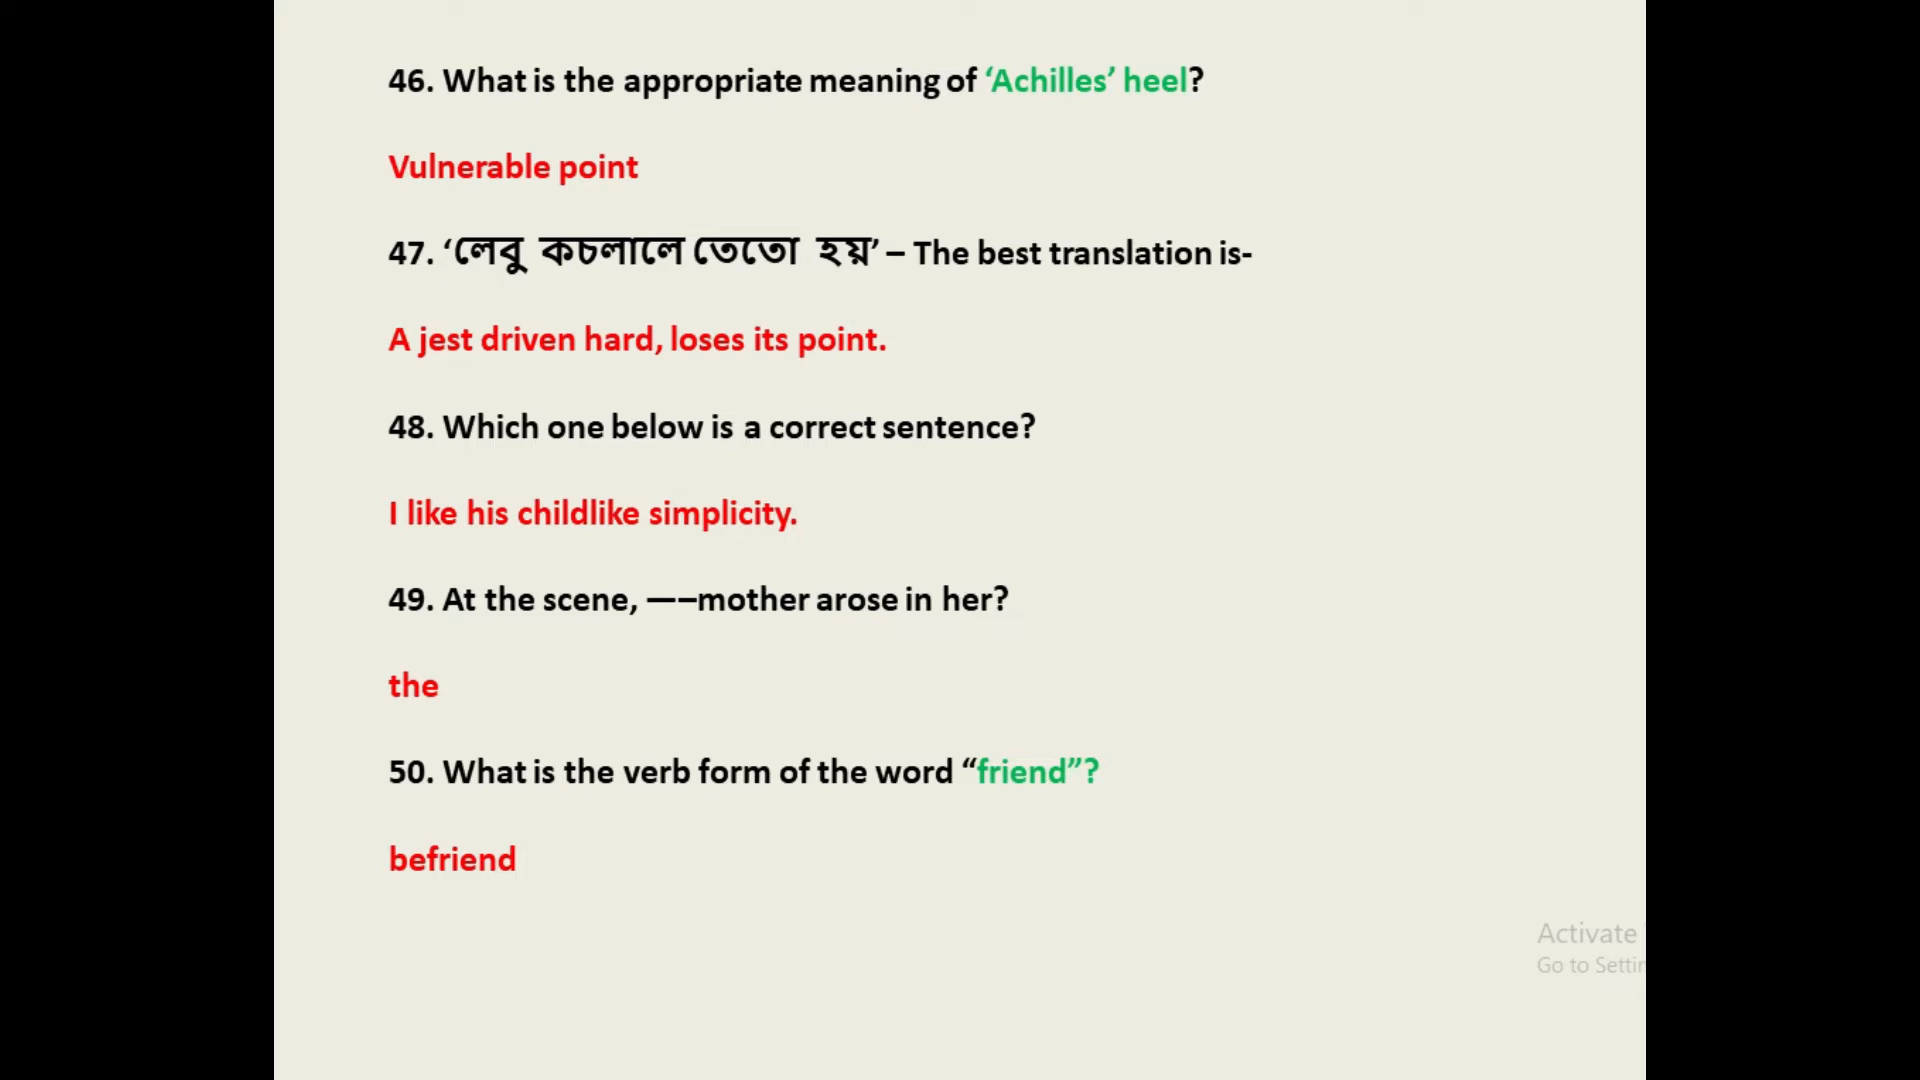 46. What is the appropriate meaning of ‘Achilles’ heel?
Vulnerable point
47. ‘লেবু কচলালে তেতো হয়’ – The best translation is-
A jest driven hard, loses its point.
48. Which one below is a correct sentence?
I like his childlike simplicity.
49. At the scene, —–mother arose in her?
the
50. What is the verb form of the word “friend”?
befriend
Activate
Go to Settin